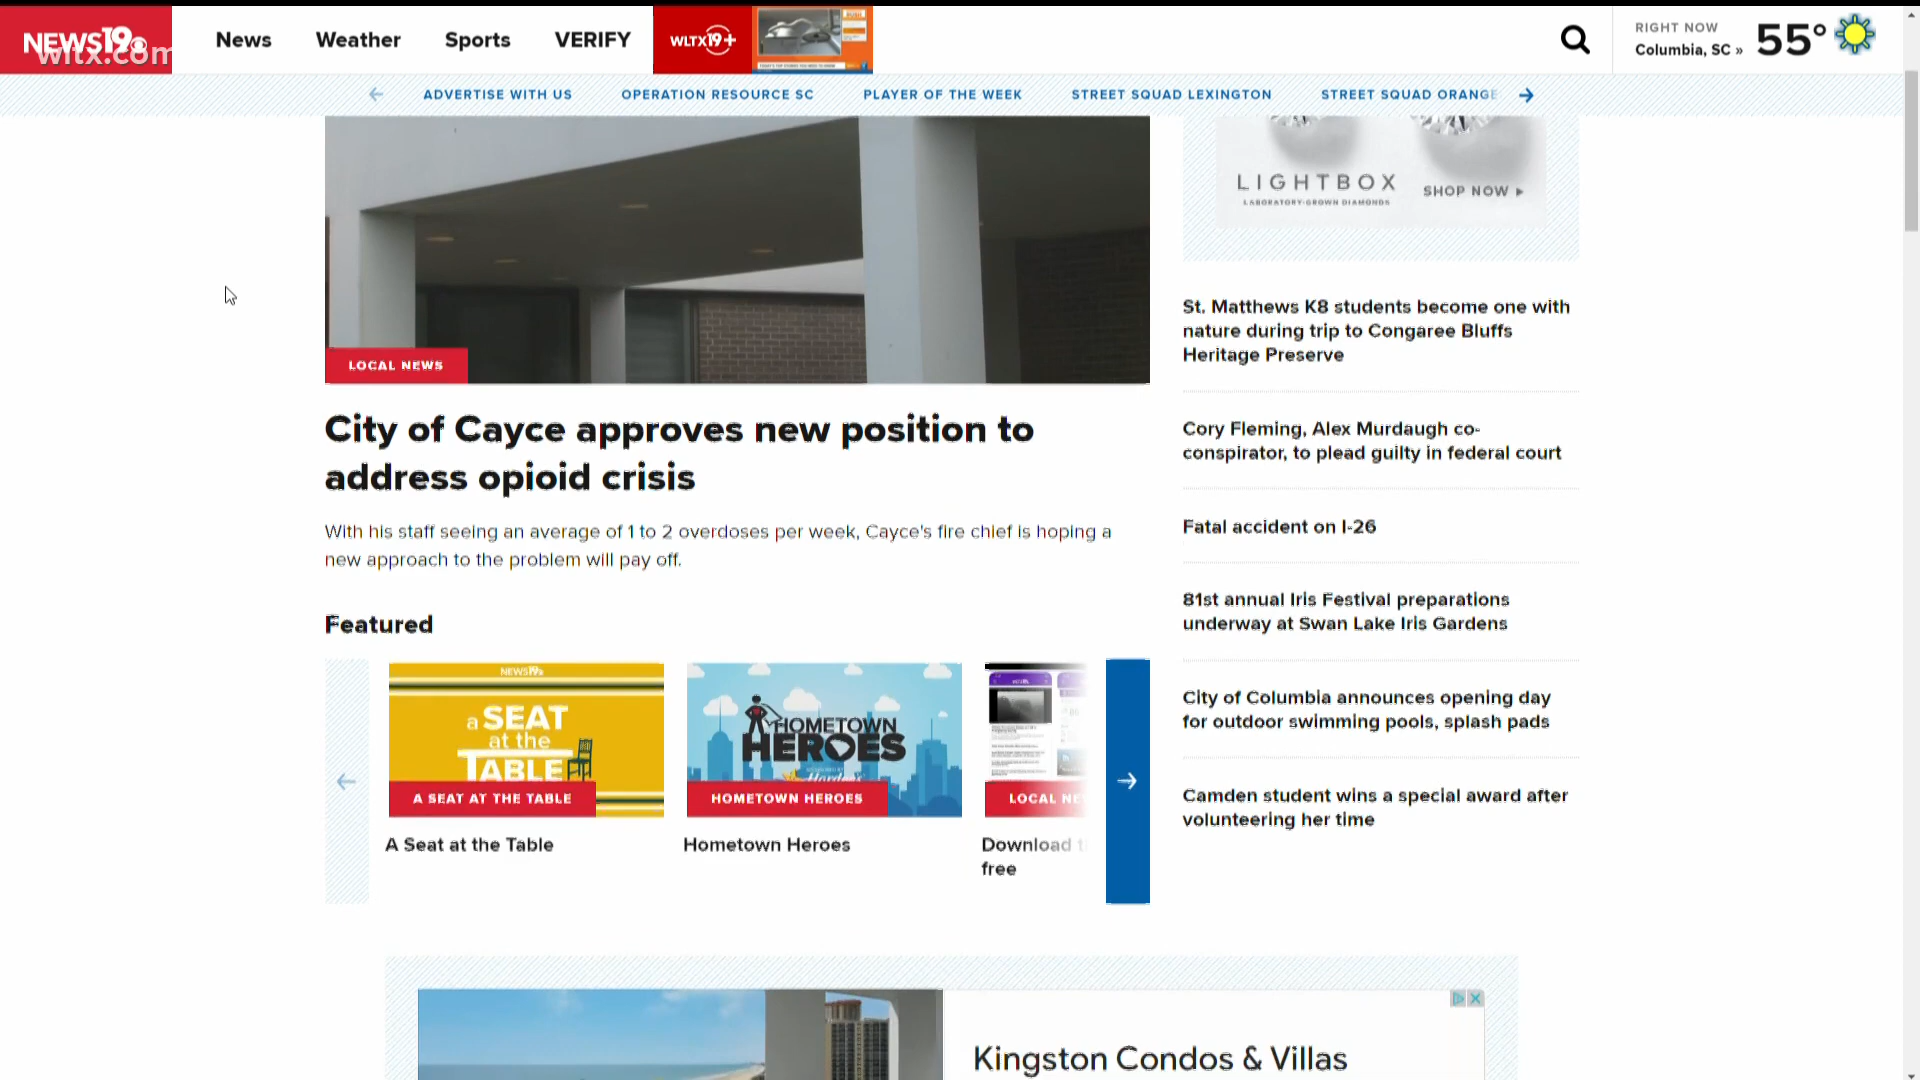 NEWS19
wltx.com
News
Weather
Sports
VERIFY
WLTX19+
RIGHT NOW
Columbia, SC »
55°
ADVERTISE WITH US
OPERATION RESOURCE SC
PLAYER OF THE WEEK
STREET SQUAD LEXINGTON
STREET SQUAD ORANGE
LIGHTBOX
LABORATORY-GROWN DIAMONDS
SHOP NOW
LOCAL NEWS
City of Cayce approves new position to
address opioid crisis
With his staff seeing an average of 1 to 2 overdoses per week, Cayce's fire chief is hoping a
new approach to the problem will pay off.
Featured
NEWS19
a SEAT
at the
TABLE
A SEAT AT THE TABLE
A Seat at the Table
HOMETOWN
HEROES
HOMETOWN HEROES
Hometown Heroes
LOCAL NE
Download
free
St. Matthews K8 students become one with
nature during trip to Congaree Bluffs
Heritage Preserve
Cory Fleming, Alex Murdaugh co-
conspirator, to plead guilty in federal court
Fatal accident on I-26
81st annual Iris Festival preparations
underway at Swan Lake Iris Gardens
City of Columbia announces opening day
for outdoor swimming pools, splash pads
Camden student wins a special award after
volunteering her time
Kingston Condos & Villas